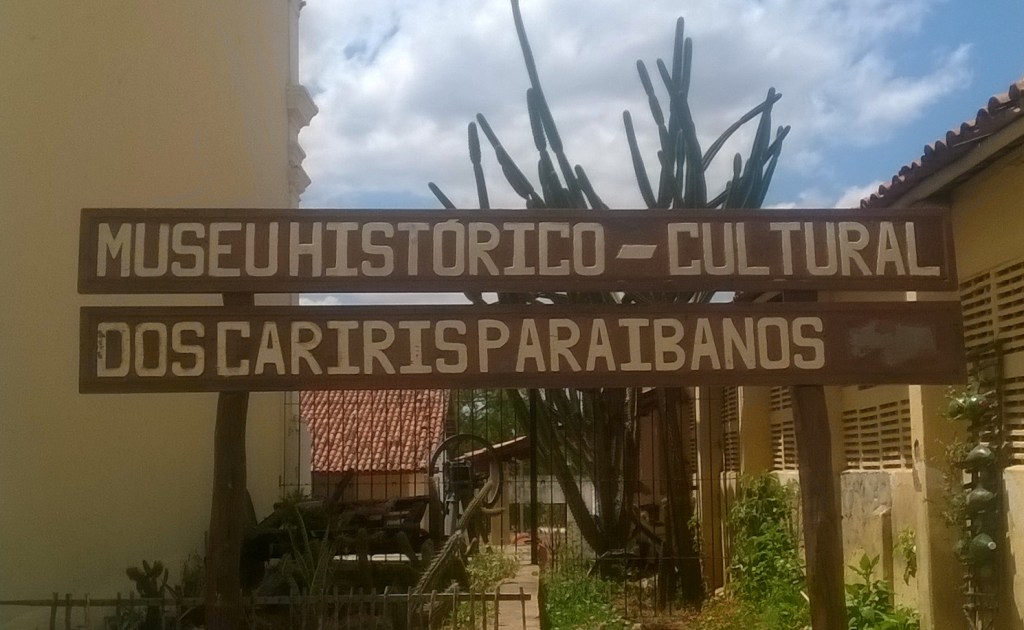 MUSEU HISTÓRICO - CULTURAL
DOS CARIRIS PARAIBANOS